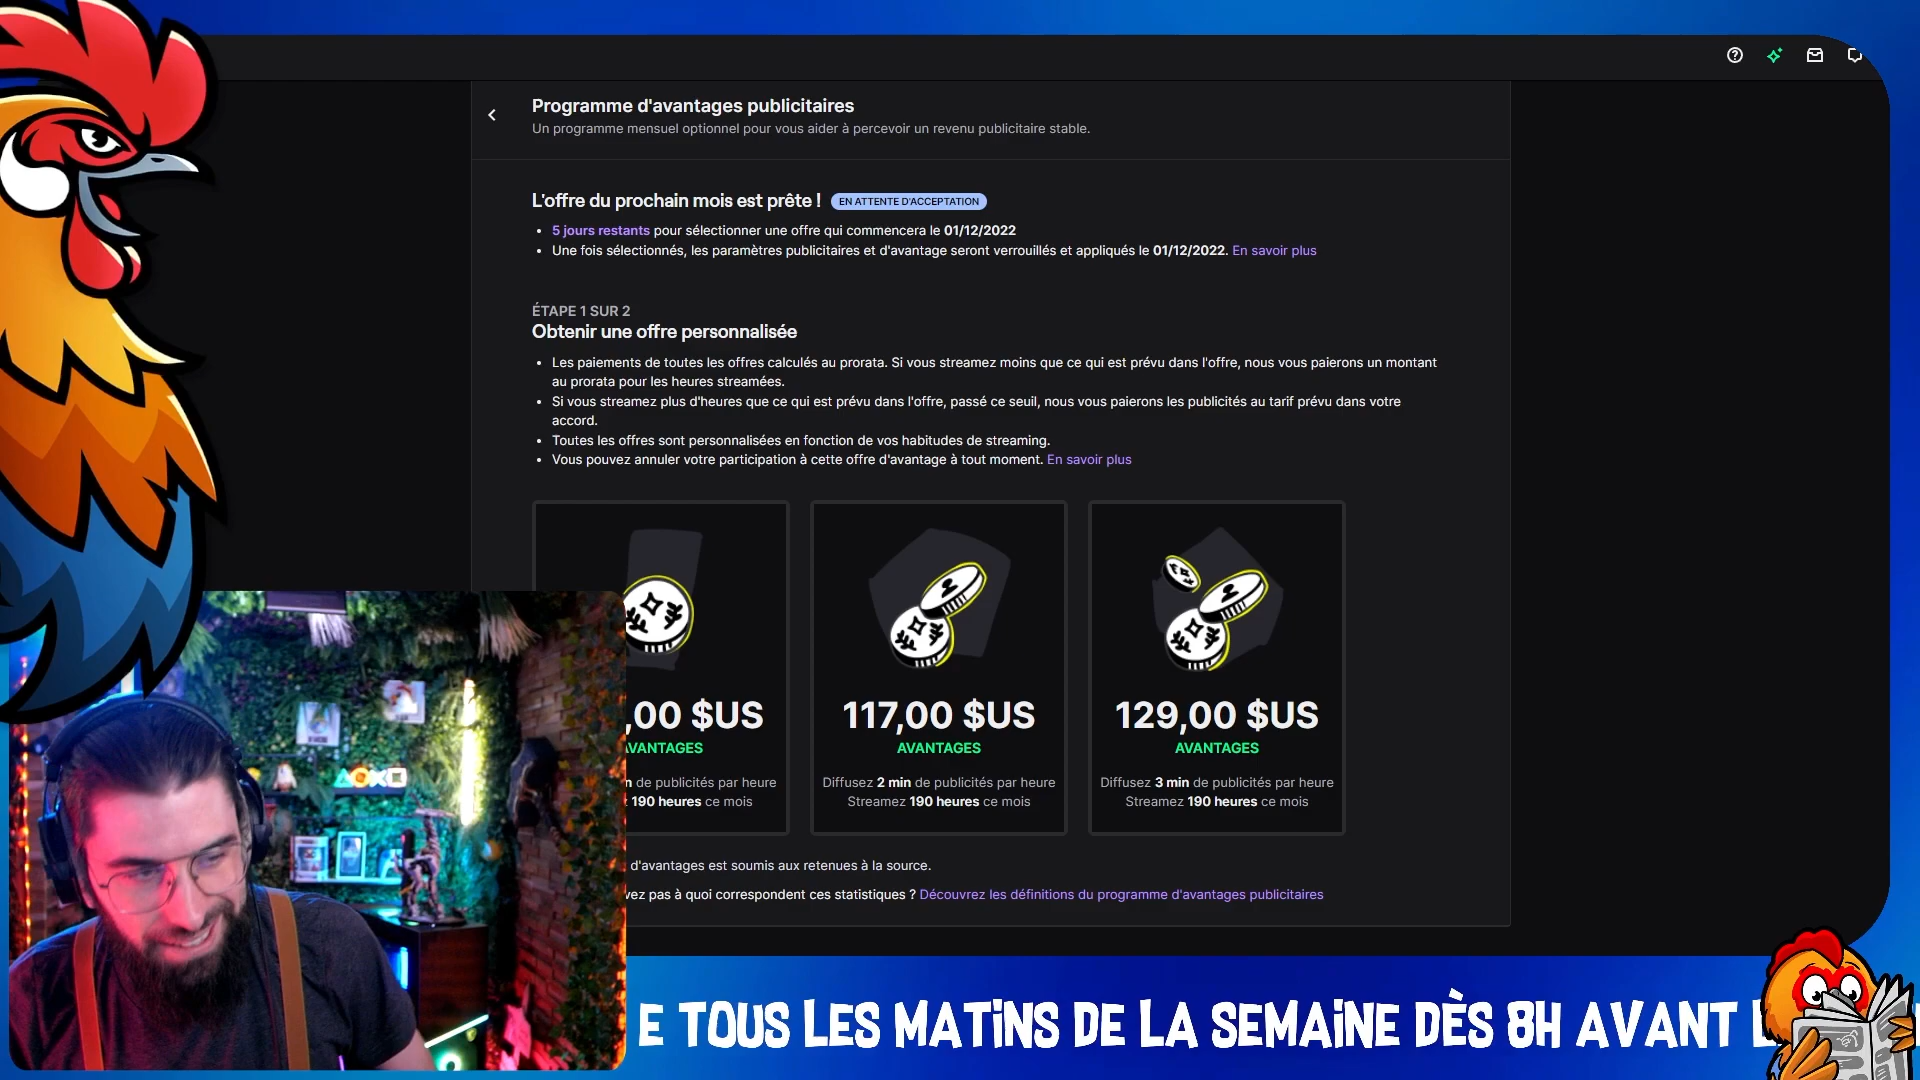 Programme d'avantages publicitaires
Un programme mensuel optionnel pour vous aider à percevoir un revenu publicitaire stable.
L'offre du prochain mois est prête !
EN ATTENTE D'ACCEPTATION
5 jours restants pour sélectionner une offre qui commencera le 01/12/2022
Une fois sélectionnés, les paramètres publicitaires et d'avantage seront verrouillés et appliqués le 01/12/2022. En savoir plus
ÉTAPE 1 SUR 2
Obtenir une offre personnalisée
Les paiements de toutes les offres calculés au prorata. Si vous streamez moins que ce qui est prévu dans l'offre, nous vous paierons un montant
au prorata pour les heures streamées.
Si vous streamez plus d'heures que ce qui est prévu dans l'offre, passé ce seuil, nous vous paierons les publicités au tarif prévu dans votre
accord.
Toutes les offres sont personnalisées en fonction de vos habitudes de streaming.
Vous pouvez annuler votre participation à cette offre d'avantage à tout moment. En savoir plus
,00 $US
AVANTAGES
de publicités par heure
190 heures ce mois
117,00 $US
AVANTAGES
Diffusez 2 min de publicités par heure
Streamez 190 heures ce mois
129,00 $US
AVANTAGES
Diffusez 3 min de publicités par heure
Streamez 190 heures ce mois
d'avantages est soumis aux retenues à la source.
vez pas à quoi correspondent ces statistiques ? Découvrez les définitions du programme d'avantages publicitaires
E TOUS LES MATINS DE LA SEMAINE DÈS 8H AVANT